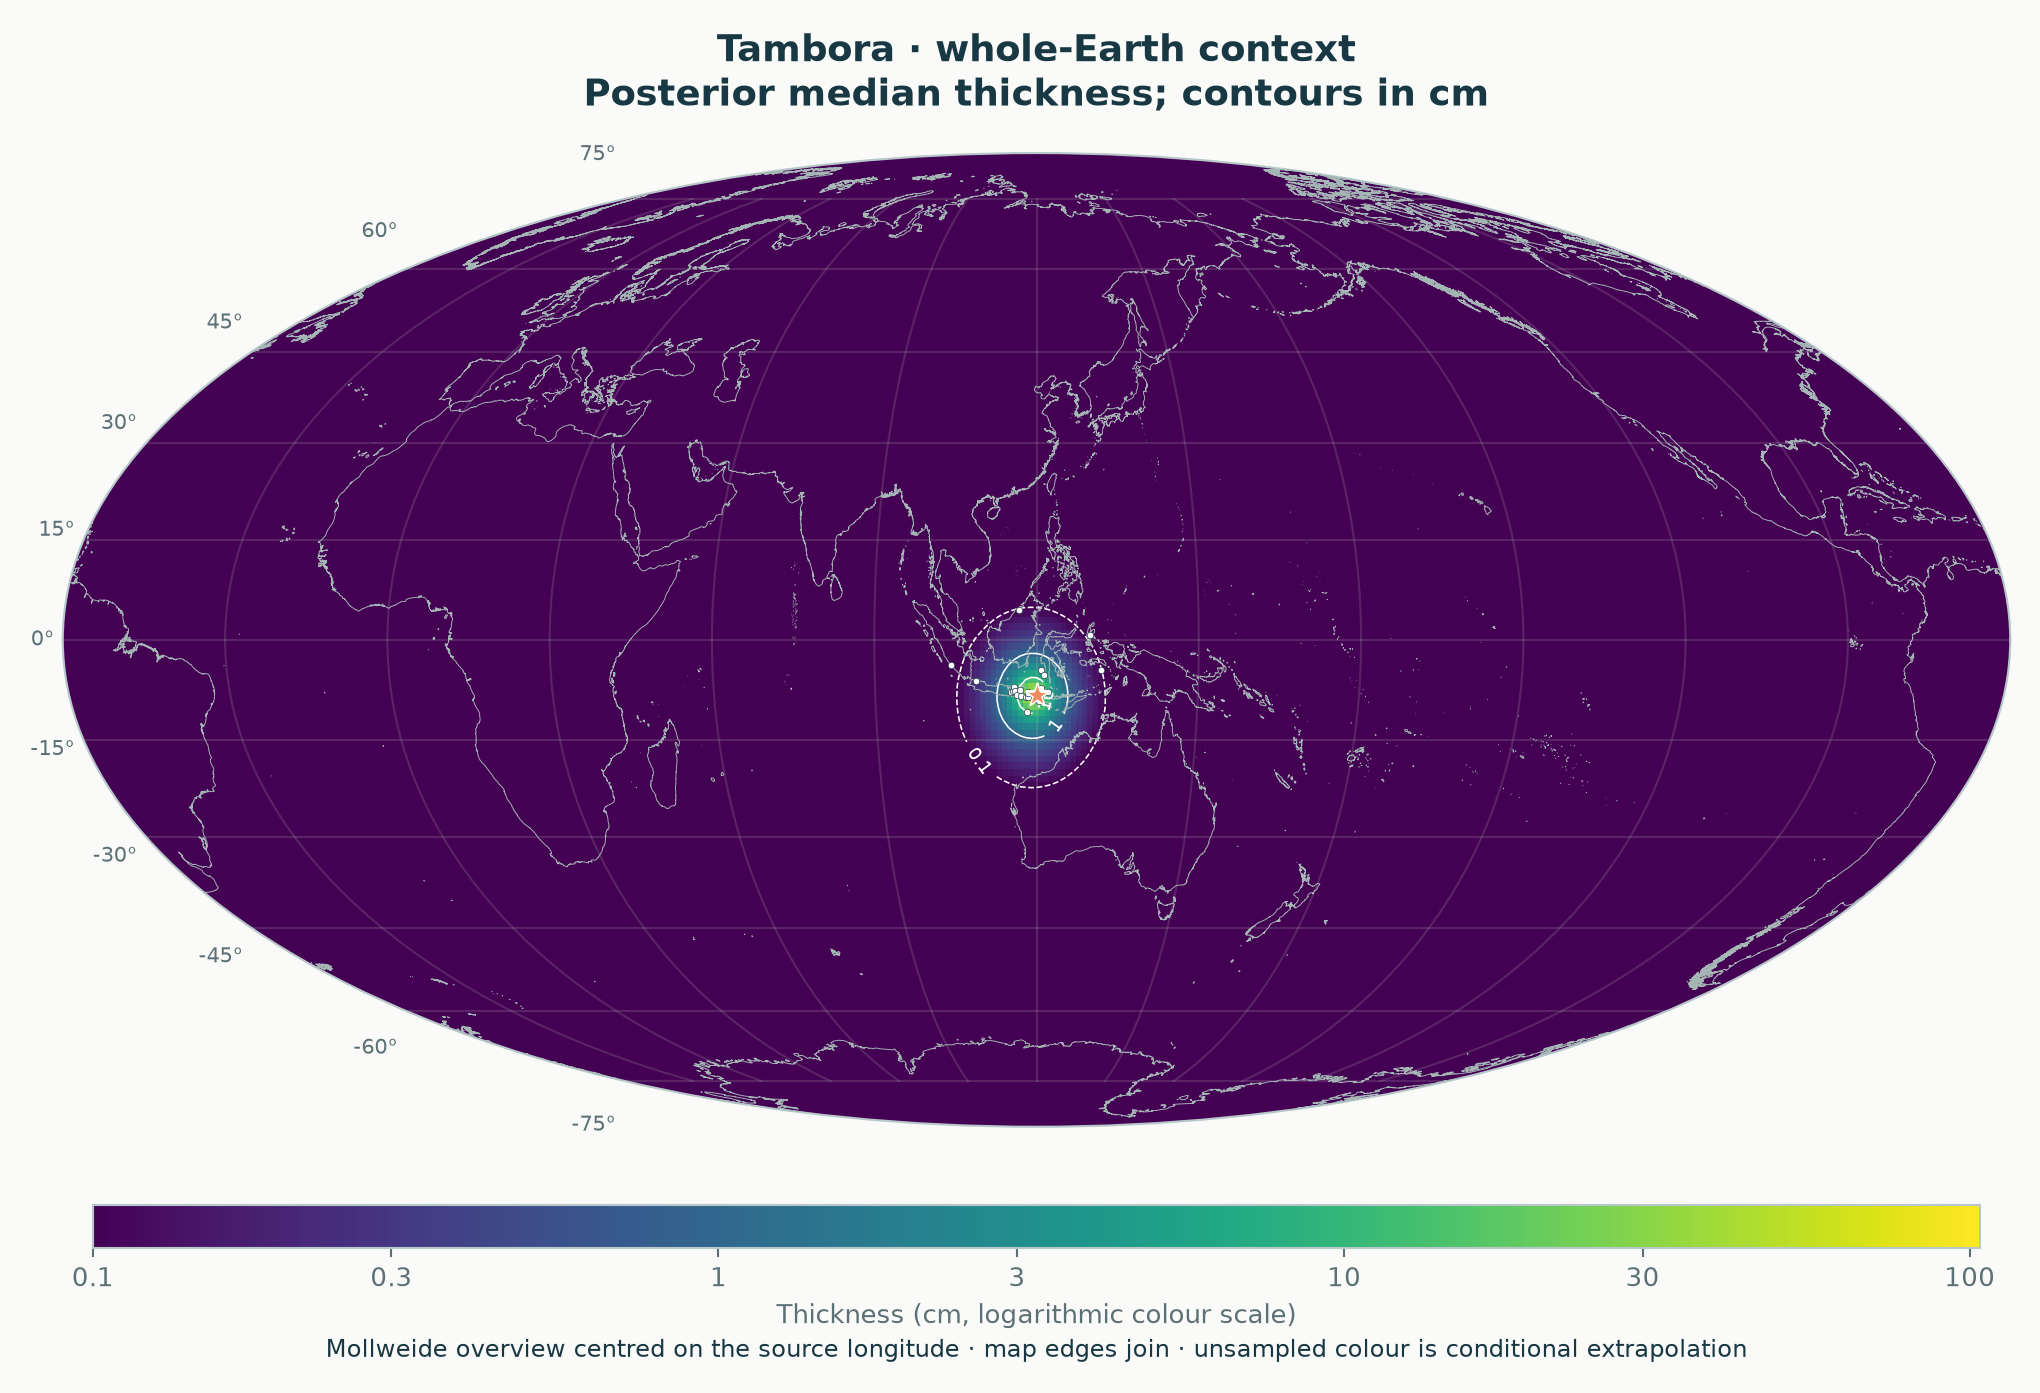 Tambora · whole-Earth context
Posterior median thickness; contours in cm
75°
60°
45°
30°
15°
0°
-15°
-30°
-45°
-60°
-75°
1
0.1
0.1 0.3 1 3 10 30 100
Thickness (cm, logarithmic colour scale)
Mollweide overview centred on the source longitude · map edges join · unsampled colour is conditional extrapolation